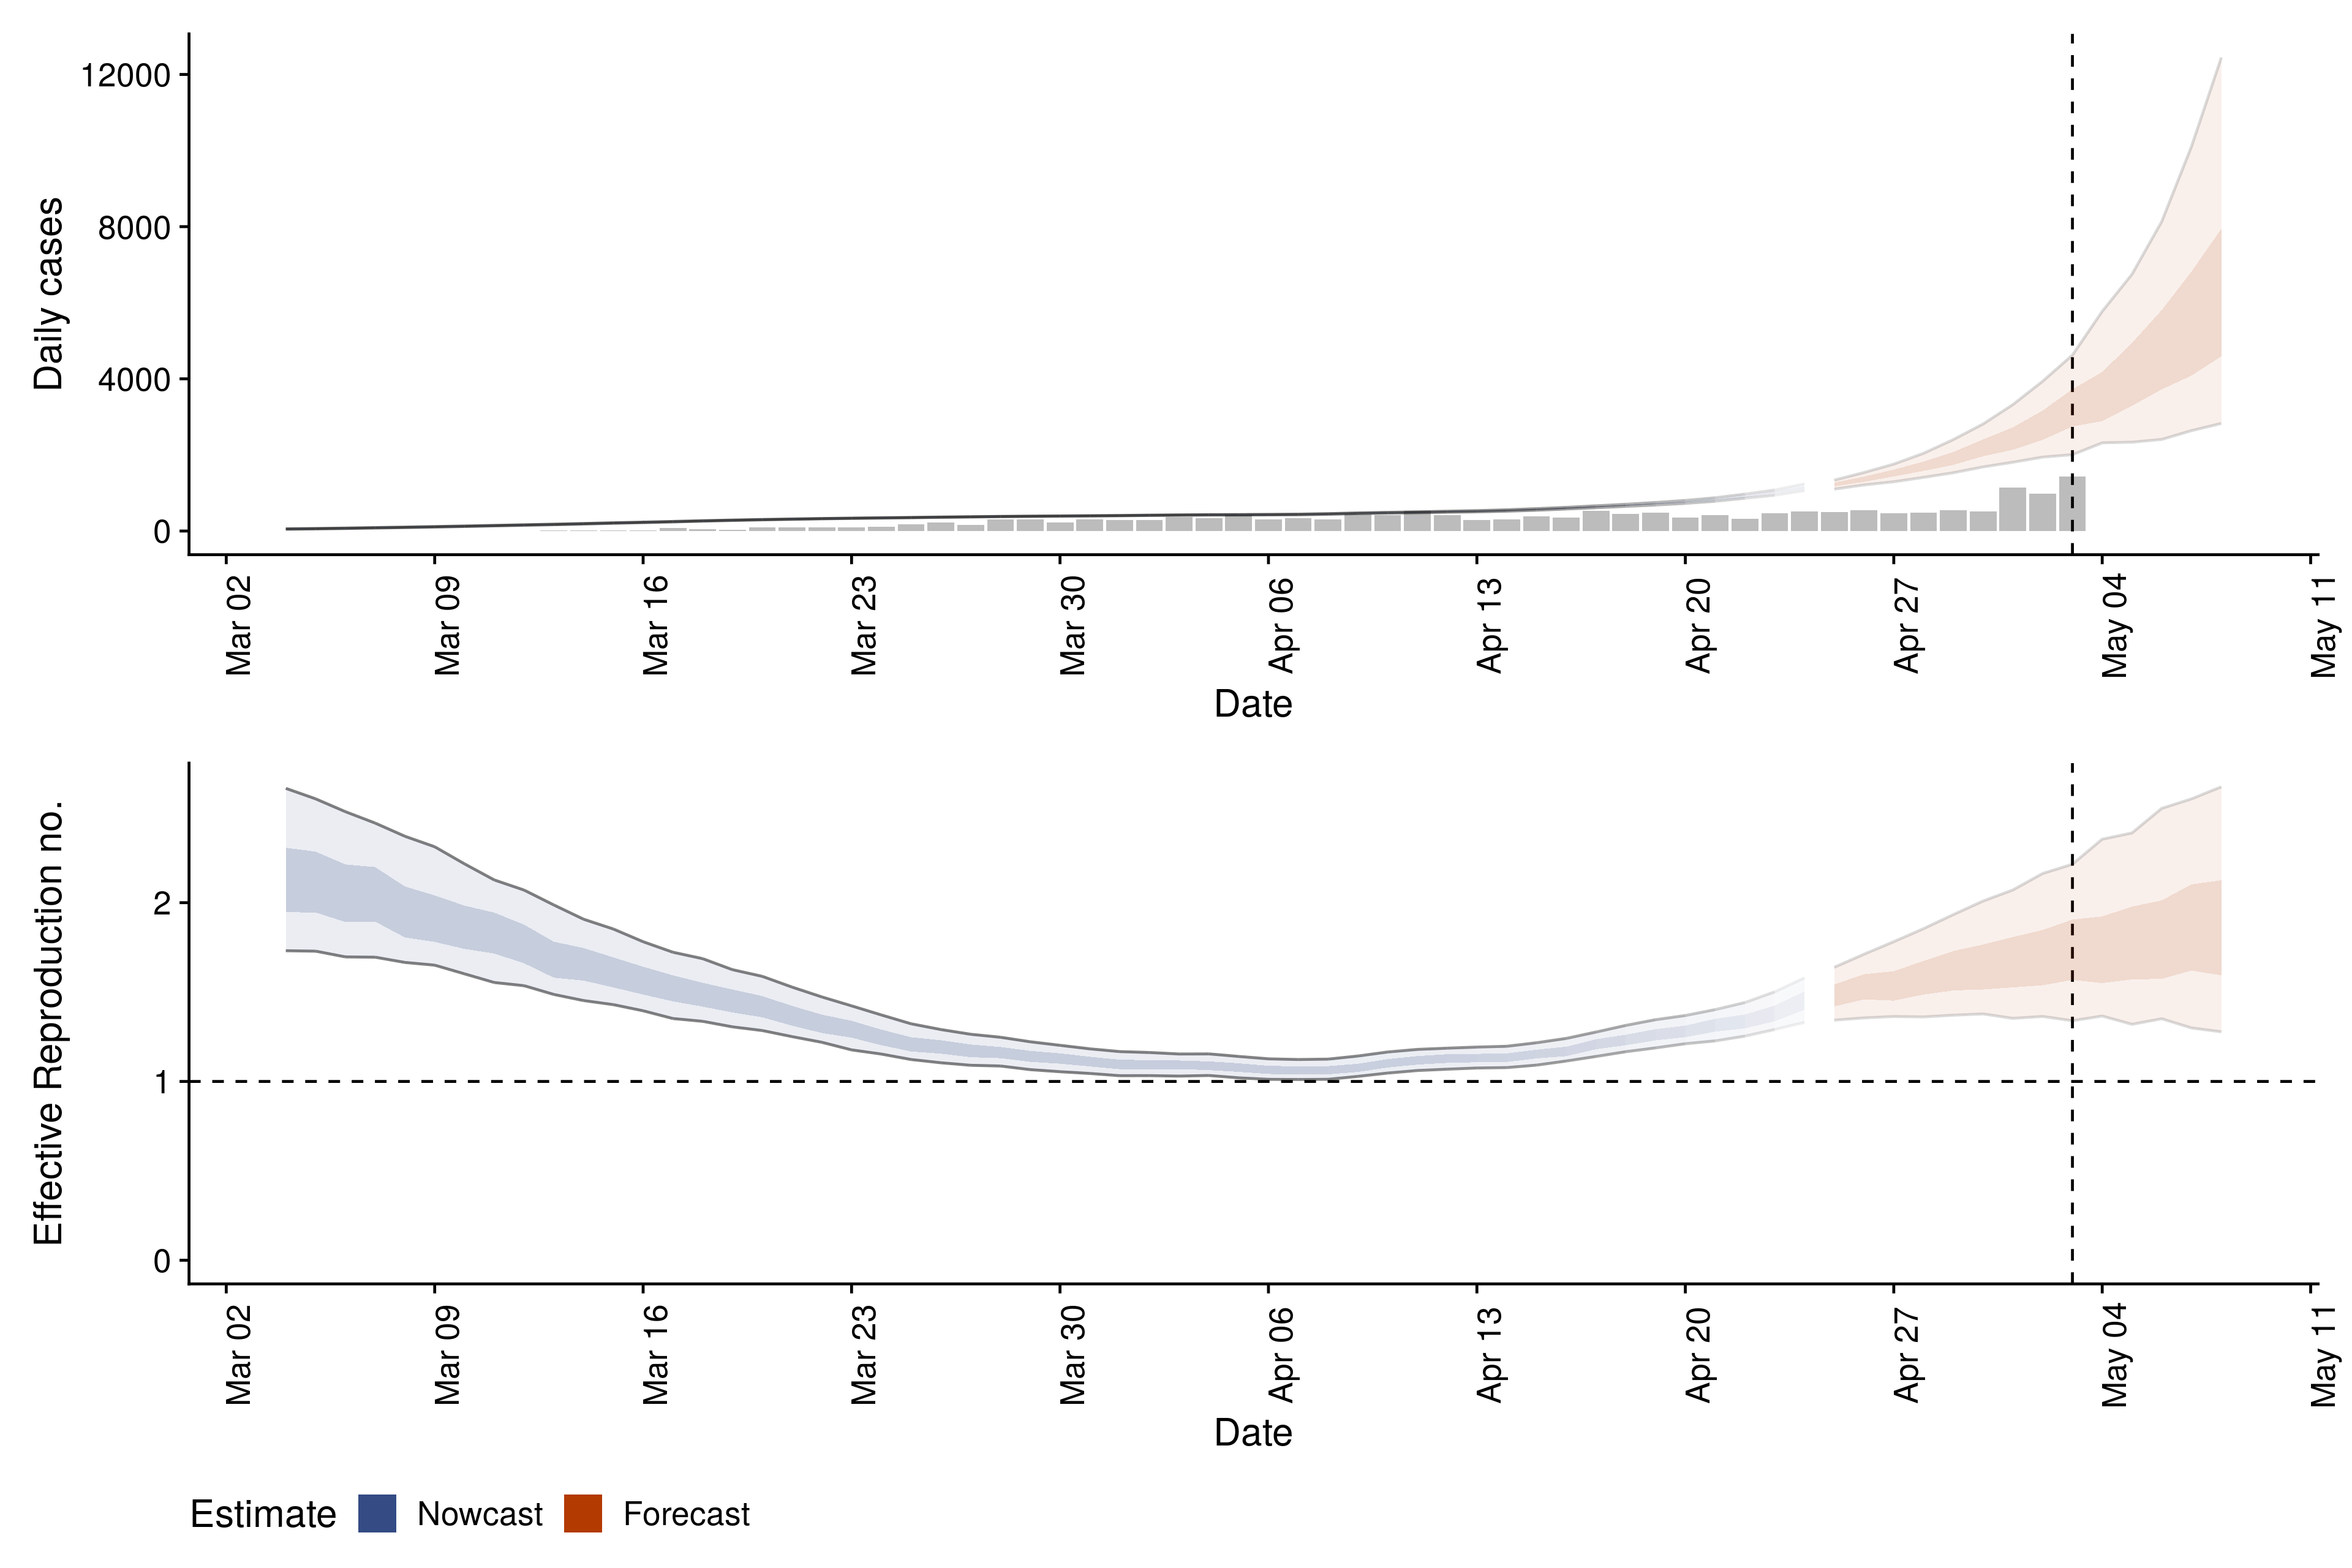 12000
8000
4000
0
Daily cases
Mar 02
Mar 09
Mar 16
Mar 23
Mar 30
Apr 06
Apr 13
Apr 20
Apr 27
May 04
May 11
Date
2
1
0
Effective Reproduction no.
Mar 02
Mar 09
Mar 16
Mar 23
Mar 30
Apr 06
Apr 13
Apr 20
Apr 27
May 04
May 11
Date
Estimate Nowcast Forecast